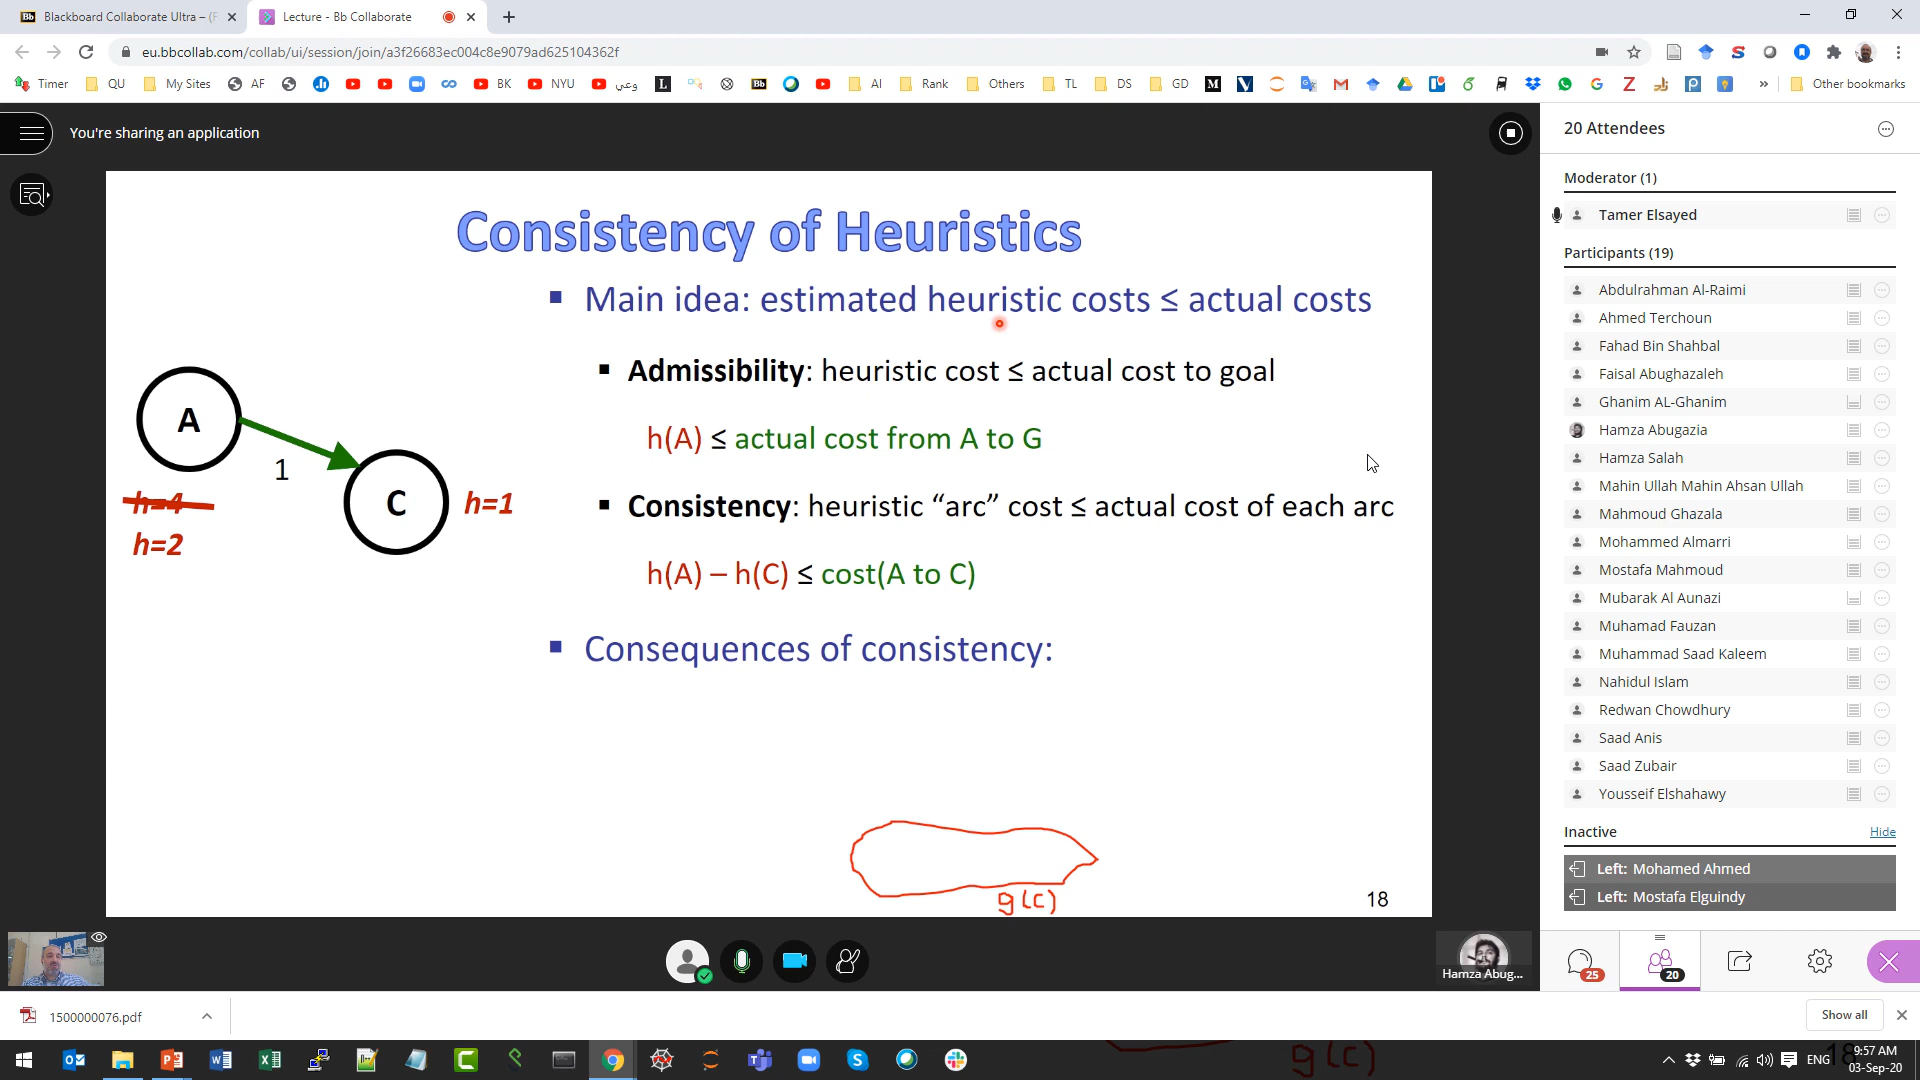 Blackboard Collaborate Ultra – (F
Lecture - Bb Collaborate
eu.bbcollab.com/collab/ui/session/join/a3f26683ec004c8e9079ad625104362f
Timer QU My Sites AF BK NYU وعي AI Rank Others TL DS GD » Other bookmarks
You're sharing an application
Consistency of Heuristics
Main idea: estimated heuristic costs ≤ actual costs
Admissibility: heuristic cost ≤ actual cost to goal
h(A) ≤ actual cost from A to G
Consistency: heuristic “arc” cost ≤ actual cost of each arc
h(A) – h(C) ≤ cost(A to C)
Consequences of consistency:
A
1
C
h=4
h=2
h=1
g(c)
18
20 Attendees
Moderator (1)
Tamer Elsayed
Participants (19)
Abdulrahman Al-Raimi
Ahmed Terchoun
Fahad Bin Shahbal
Faisal Abughazaleh
Ghanim AL-Ghanim
Hamza Abugazia
Hamza Salah
Mahin Ullah Mahin Ahsan Ullah
Mahmoud Ghazala
Mohammed Almarri
Mostafa Mahmoud
Mubarak Al Aunazi
Muhamad Fauzan
Muhammad Saad Kaleem
Nahidul Islam
Redwan Chowdhury
Saad Anis
Saad Zubair
Yousseif Elshahawy
Inactive Hide
Left: Mohamed Ahmed
Left: Mostafa Elguindy
Hamza Abug...
25
20
1500000076.pdf
Show all
g(c)
18
ENG
9:57 AM
03-Sep-20